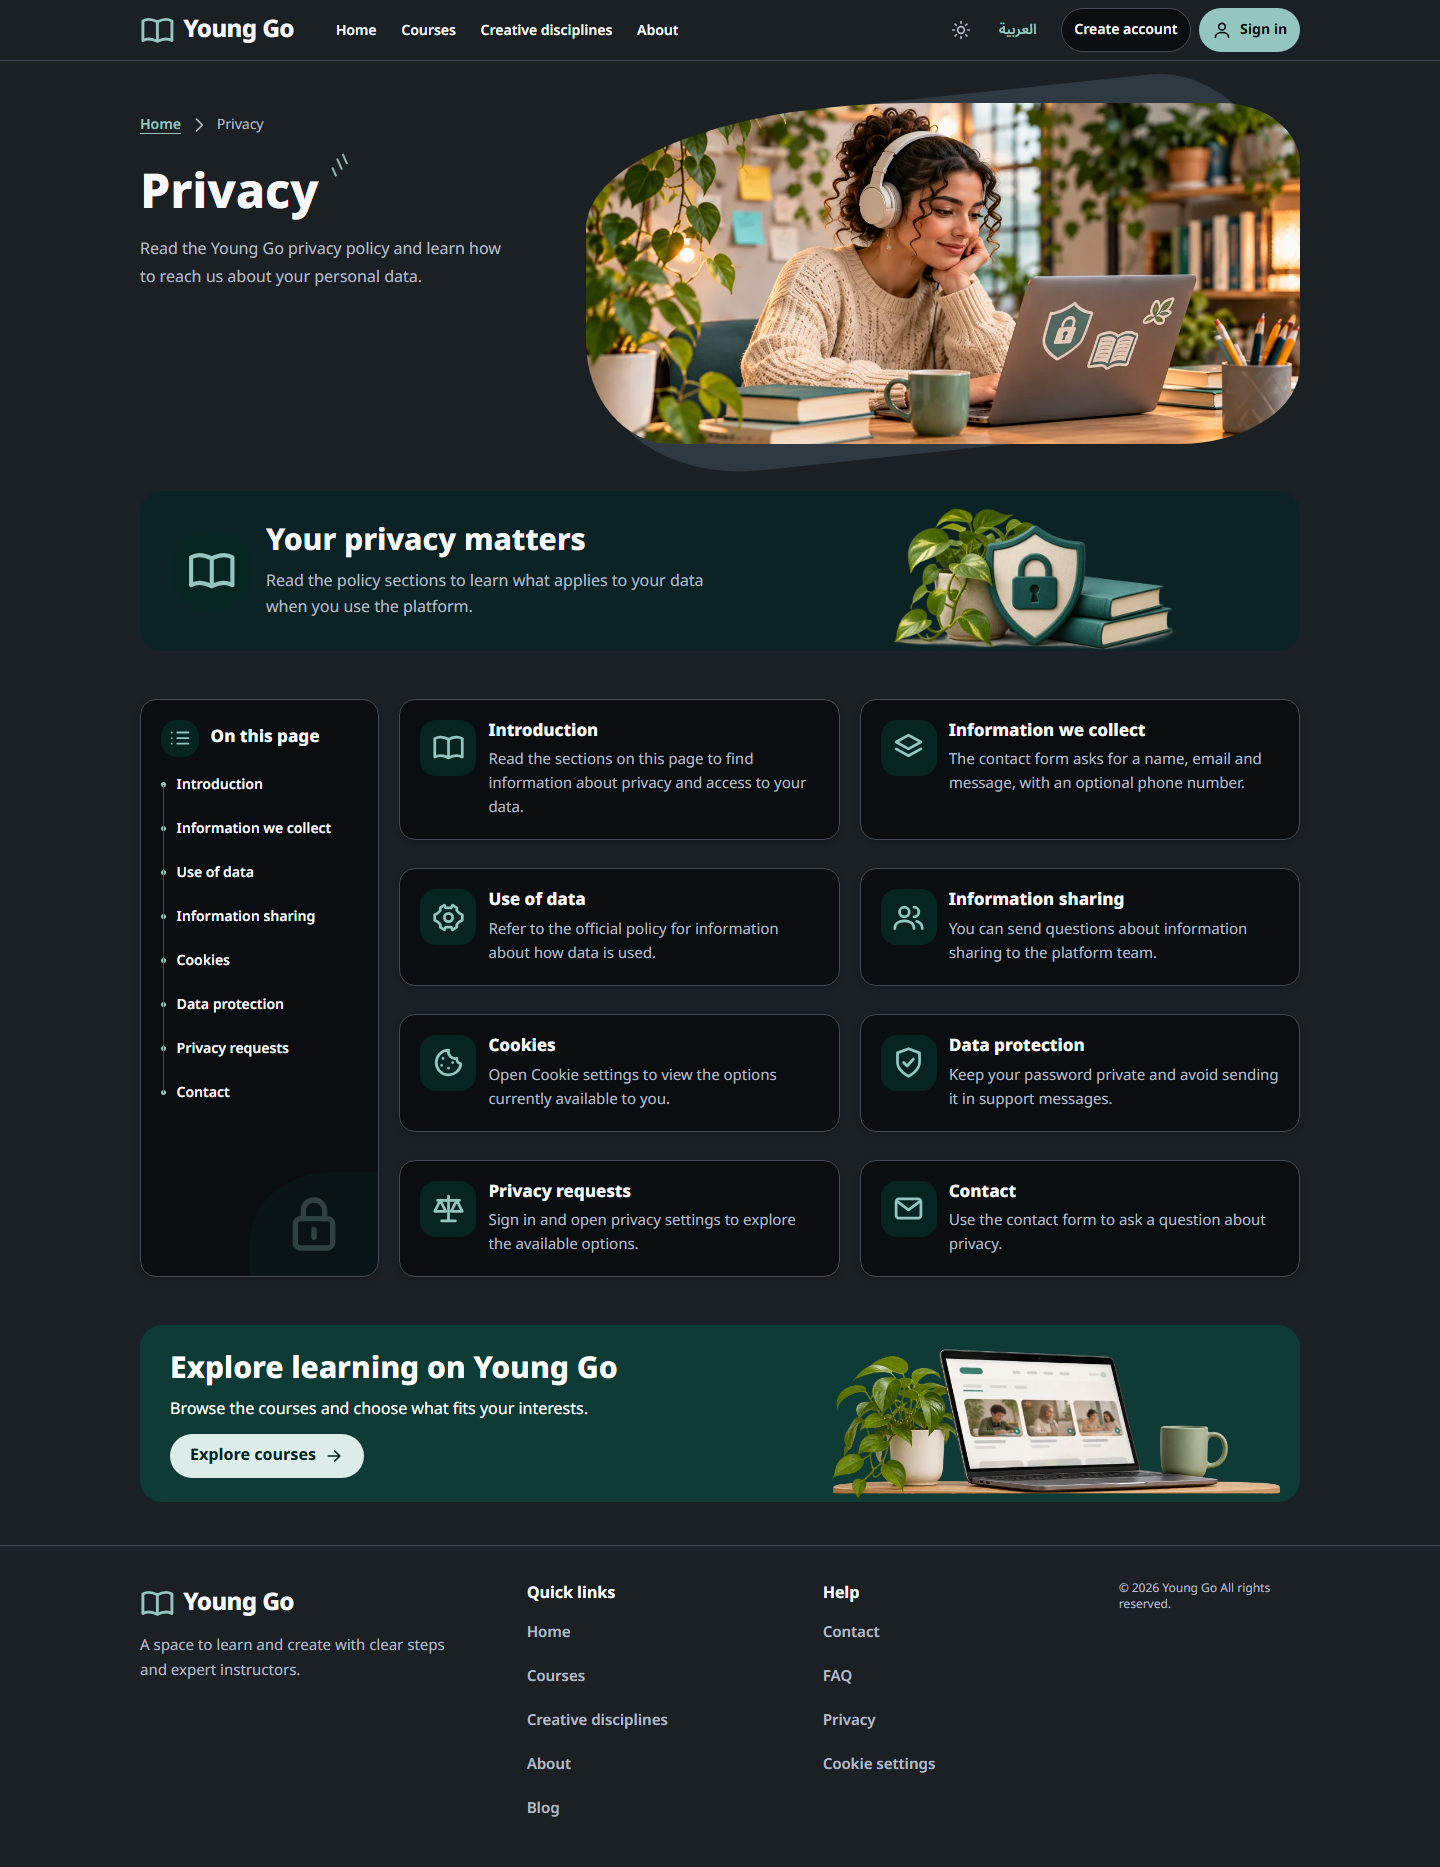 Young Go
Home
Courses
Creative disciplines
About
العربية
Create account
Sign in
Home
Privacy
Privacy
Read the Young Go privacy policy and learn how
to reach us about your personal data.
Your privacy matters
Read the policy sections to learn what applies to your data
when you use the platform.
On this page
Introduction
Information we collect
Use of data
Information sharing
Cookies
Data protection
Privacy requests
Contact
Introduction
Read the sections on this page to find
information about privacy and access to your
data.
Information we collect
The contact form asks for a name, email and
message, with an optional phone number.
Use of data
Refer to the official policy for information
about how data is used.
Information sharing
You can send questions about information
sharing to the platform team.
Cookies
Open Cookie settings to view the options
currently available to you.
Data protection
Keep your password private and avoid sending
it in support messages.
Privacy requests
Sign in and open privacy settings to explore
the available options.
Contact
Use the contact form to ask a question about
privacy.
Explore learning on Young Go
Browse the courses and choose what fits your interests.
Explore courses
Young Go
A space to learn and create with clear steps
and expert instructors.
Quick links
Home
Courses
Creative disciplines
About
Blog
Help
Contact
FAQ
Privacy
Cookie settings
© 2026 Young Go All rights
reserved.